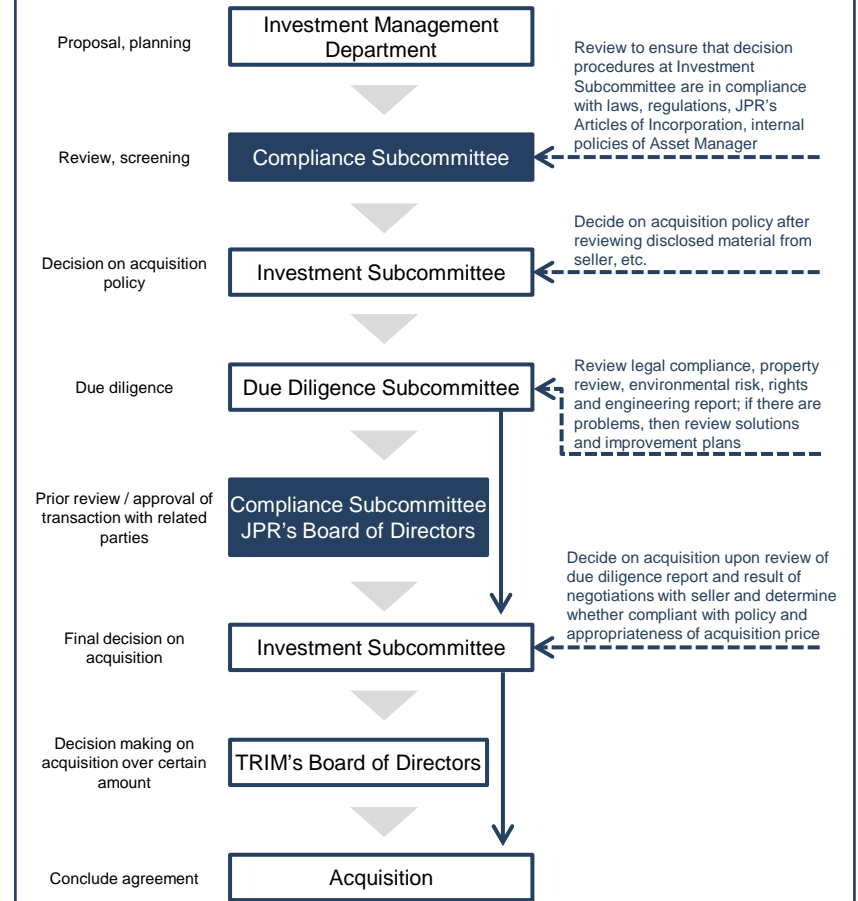 Proposal, planning
Investment Management
Department
Review to ensure that decision
procedures at Investment
Subcommittee are in compliance
with laws, regulations, JPR's
Articles of Incorporation, internal
policies of Asset Manager
Review, screening
Compliance Subcommittee
Decide on acquisition policy after
reviewing disclosed material from
seller, etc.
Decision on acquisition
policy
Investment Subcommittee
Due diligence
Due Diligence Subcommittee
Review legal compliance, property
review, environmental risk, rights
and engineering report; if there are
problems, then review solutions
and improvement plans
Prior review / approval of
transaction with related
parties
Compliance Subcommittee
JPR's Board of Directors
Decide on acquisition upon review of
due diligence report and result of
negotiations with seller and determine
whether compliant with policy and
appropriateness of acquisition price
Final decision on
acquisition
Investment Subcommittee
Decision making on
acquisition over certain
amount
TRIM's Board of Directors
Conclude agreement
Acquisition